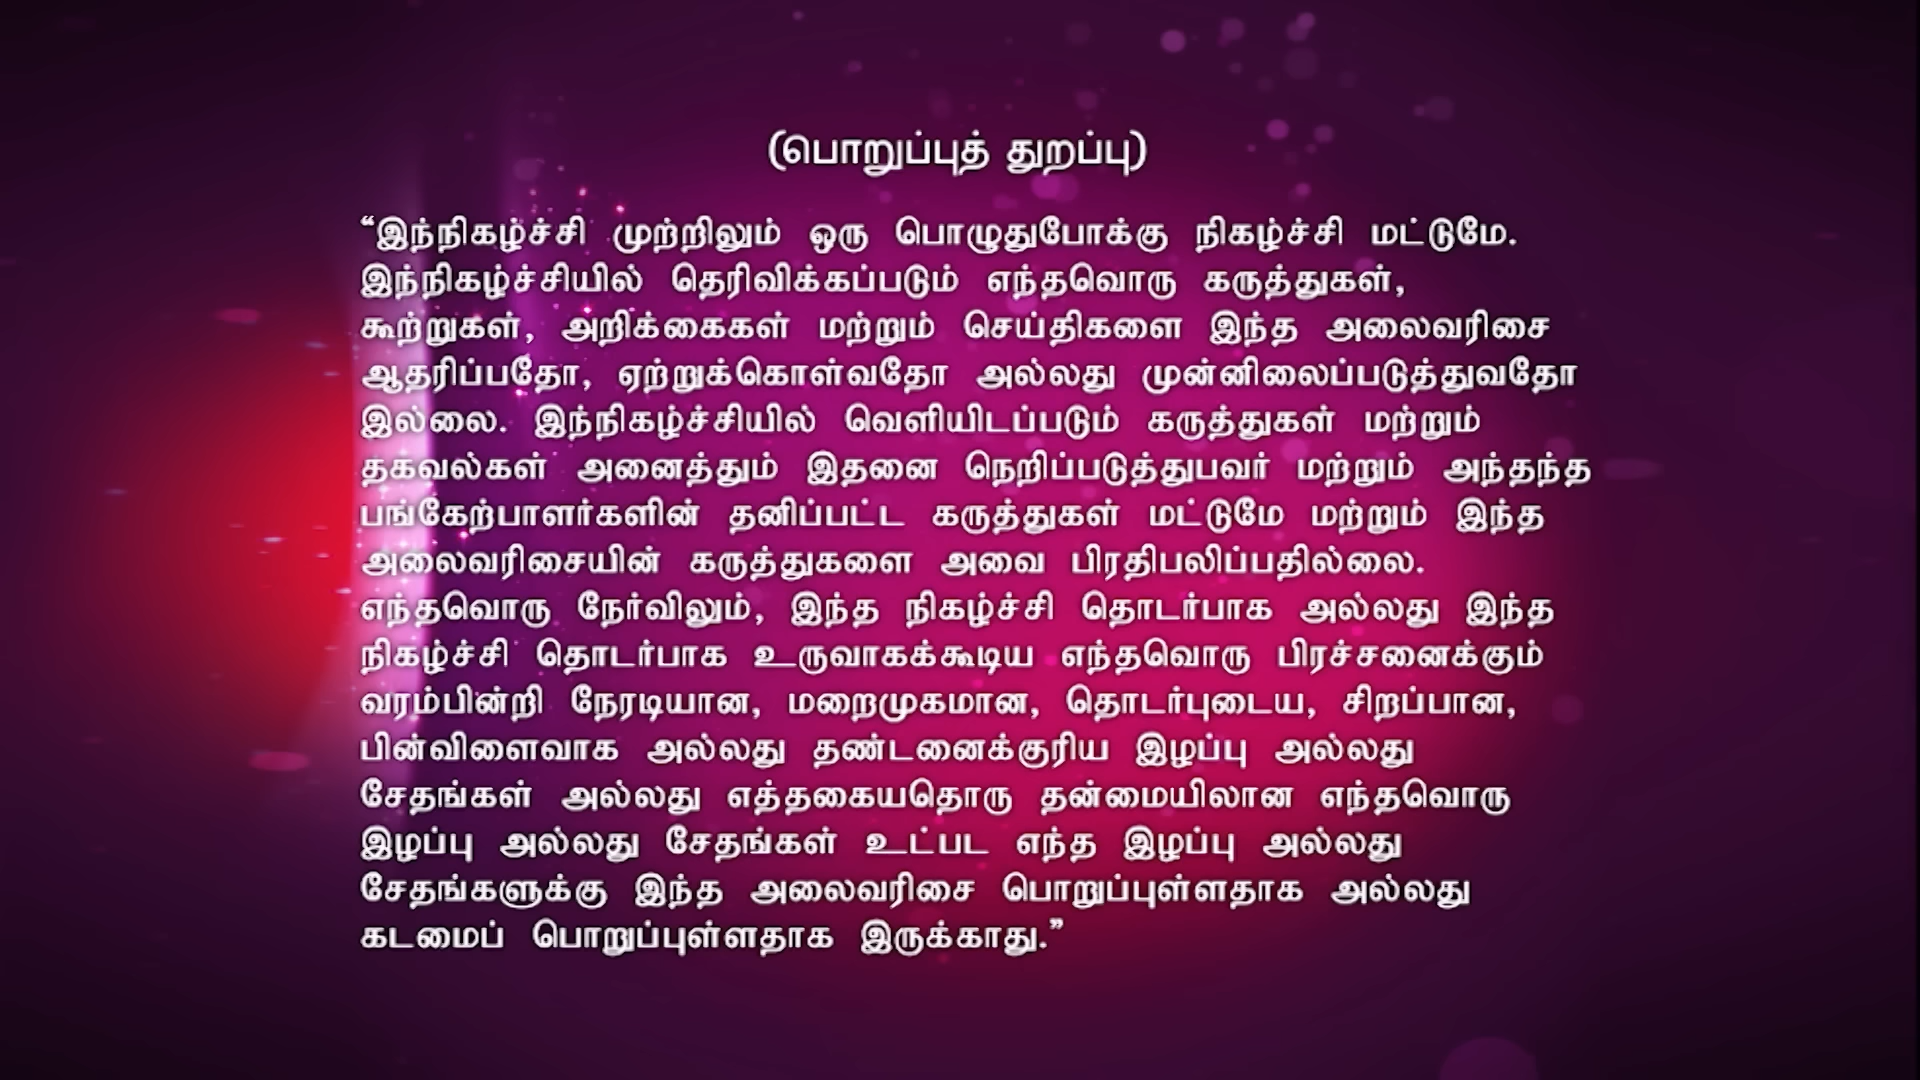 (பொறுப்புத் துறப்பு)
“இந்நிகழ்ச்சி முற்றிலும் ஒரு பொழுதுபோக்கு நிகழ்ச்சி மட்டுமே.
இந்நிகழ்ச்சியில் தெரிவிக்கப்படும் எந்தவொரு கருத்துகள்,
கூற்றுகள், அறிக்கைகள் மற்றும் செய்திகளை இந்த அலைவரிசை
ஆதரிப்பதோ, ஏற்றுக்கொள்வதோ அல்லது முன்னிலைப்படுத்துவதோ
இல்லை. இந்நிகழ்ச்சியில் வெளியிடப்படும் கருத்துகள் மற்றும்
தகவல்கள் அனைத்தும் இதனை நெறிப்படுத்துபவர் மற்றும் அந்தந்த
பங்கேற்பாளர்களின் தனிப்பட்ட கருத்துகள் மட்டுமே மற்றும் இந்த
அலைவரிசையின் கருத்துகளை அவை பிரதிபலிப்பதில்லை.
எந்தவொரு நேர்விலும், இந்த நிகழ்ச்சி தொடர்பாக அல்லது இந்த
நிகழ்ச்சி தொடர்பாக உருவாகக்கூடிய எந்தவொரு பிரச்சனைக்கும்
வரம்பின்றி நேரடியான, மறைமுகமான, தொடர்புடைய, சிறப்பான,
பின்விளைவாக அல்லது தண்டனைக்குரிய இழப்பு அல்லது
சேதங்கள் அல்லது எத்தகையதொரு தன்மையிலான எந்தவொரு
இழப்பு அல்லது சேதங்கள் உட்பட எந்த இழப்பு அல்லது
சேதங்களுக்கு இந்த அலைவரிசை பொறுப்புள்ளதாக அல்லது
கடமைப் பொறுப்புள்ளதாக இருக்காது.”